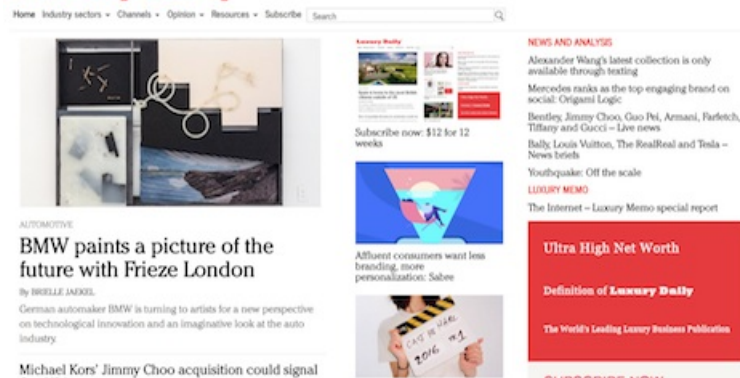 Home Industry sectors Channels Opinion Resources Subscribe Search
AUTOMOTIVE
BMW paints a picture of the
future with Frieze London
By BRIELLE JAEKEL
German automaker BMW is turning to artists for a new perspective
on technological innovation and an imaginative look at the auto
industry.
Michael Kors' Jimmy Choo acquisition could signal
Luxury Daily
Subscribe now: $12 for 12
weeks
Affluent consumers want less
branding, more
personalization: Sabre
CAST IN MABL
2016 #1
NEWS AND ANALYSIS
Alexander Wang's latest collection is only
available through texting
Mercedes ranks as the top engaging brand on
social: Origami Logic
Bentley, Jimmy Choo, Guo Pei, Armani, Farfetch,
Tiffany and Gucci – Live news
Bally, Louis Vuitton, The RealReal and Tesla –
News briefs
Youthquake: Off the scale
LUXURY MEMO
The Internet – Luxury Memo special report
Ultra High Net Worth
Definition of Luxury Daily
The World's Leading Luxury Business Publication
SUBSCRIBE NOW